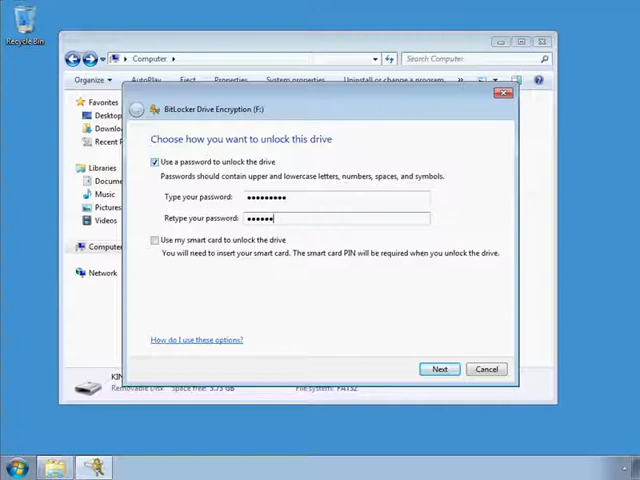 Recycle Bin
Computer
Search Computer
Organize
AutoPlay
Eject
Properties
System properties
Uninstall or change a program
»
Favorites
Desktop
Downlo
Recent P
Libraries
Docume
Music
Pictures
Videos
Computer
Network
BitLocker Drive Encryption (F:)
Choose how you want to unlock this drive
Use a password to unlock the drive
Passwords should contain upper and lowercase letters, numbers, spaces, and symbols.
Type your password: •••••••••
Retype your password: ••••••
Use my smart card to unlock the drive
You will need to insert your smart card. The smart card PIN will be required when you unlock the drive.
How do I use these options?
Next
Cancel
KIN
Removable Disk
Space free: 3.73 GB
File system: FAT32